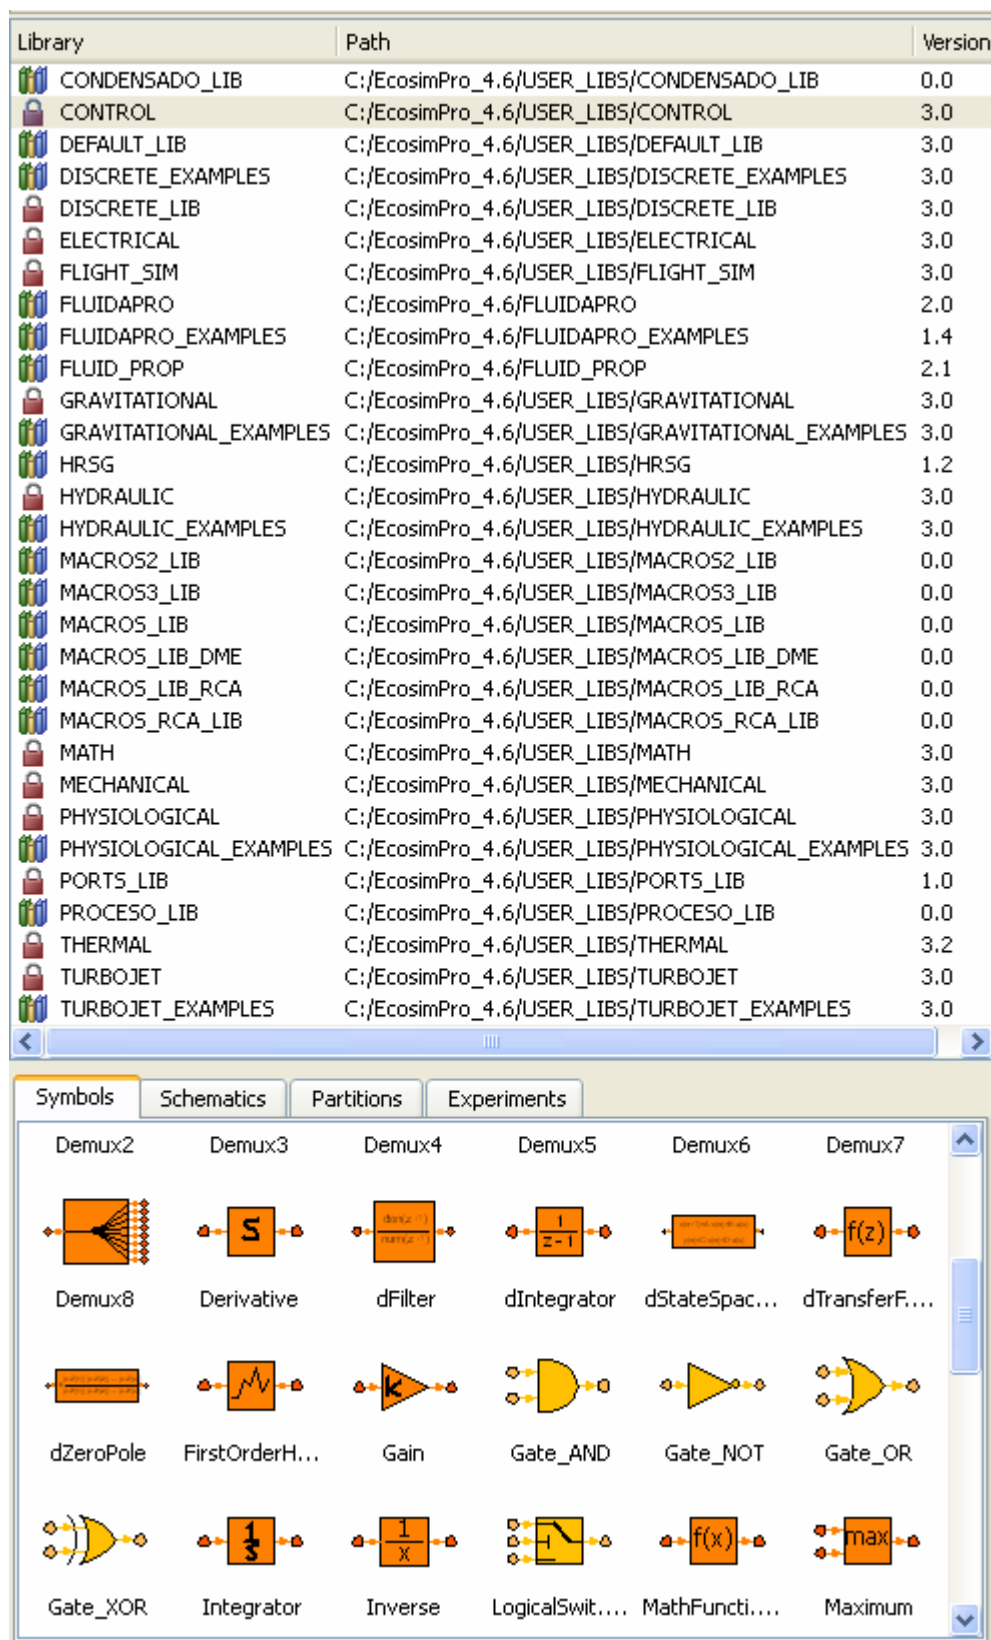 Library Path Version
CONDENSADO_LIB C:/EcosimPro_4.6/USER_LIBS/CONDENSADO_LIB 0.0
CONTROL C:/EcosimPro_4.6/USER_LIBS/CONTROL 3.0
DEFAULT_LIB C:/EcosimPro_4.6/USER_LIBS/DEFAULT_LIB 3.0
DISCRETE_EXAMPLES C:/EcosimPro_4.6/USER_LIBS/DISCRETE_EXAMPLES 3.0
DISCRETE_LIB C:/EcosimPro_4.6/USER_LIBS/DISCRETE_LIB 3.0
ELECTRICAL C:/EcosimPro_4.6/USER_LIBS/ELECTRICAL 3.0
FLIGHT_SIM C:/EcosimPro_4.6/USER_LIBS/FLIGHT_SIM 3.0
FLUIDAPRO C:/EcosimPro_4.6/FLUIDAPRO 2.0
FLUIDAPRO_EXAMPLES C:/EcosimPro_4.6/FLUIDAPRO_EXAMPLES 1.4
FLUID_PROP C:/EcosimPro_4.6/FLUID_PROP 2.1
GRAVITATIONAL C:/EcosimPro_4.6/USER_LIBS/GRAVITATIONAL 3.0
GRAVITATIONAL_EXAMPLES C:/EcosimPro_4.6/USER_LIBS/GRAVITATIONAL_EXAMPLES 3.0
HRSG C:/EcosimPro_4.6/USER_LIBS/HRSG 1.2
HYDRAULIC C:/EcosimPro_4.6/USER_LIBS/HYDRAULIC 3.0
HYDRAULIC_EXAMPLES C:/EcosimPro_4.6/USER_LIBS/HYDRAULIC_EXAMPLES 3.0
MACROS2_LIB C:/EcosimPro_4.6/USER_LIBS/MACROS2_LIB 0.0
MACROS3_LIB C:/EcosimPro_4.6/USER_LIBS/MACROS3_LIB 0.0
MACROS_LIB C:/EcosimPro_4.6/USER_LIBS/MACROS_LIB 0.0
MACROS_LIB_DME C:/EcosimPro_4.6/USER_LIBS/MACROS_LIB_DME 0.0
MACROS_LIB_RCA C:/EcosimPro_4.6/USER_LIBS/MACROS_LIB_RCA 0.0
MACROS_RCA_LIB C:/EcosimPro_4.6/USER_LIBS/MACROS_RCA_LIB 0.0
MATH C:/EcosimPro_4.6/USER_LIBS/MATH 3.0
MECHANICAL C:/EcosimPro_4.6/USER_LIBS/MECHANICAL 3.0
PHYSIOLOGICAL C:/EcosimPro_4.6/USER_LIBS/PHYSIOLOGICAL 3.0
PHYSIOLOGICAL_EXAMPLES C:/EcosimPro_4.6/USER_LIBS/PHYSIOLOGICAL_EXAMPLES 3.0
PORTS_LIB C:/EcosimPro_4.6/USER_LIBS/PORTS_LIB 1.0
PROCESO_LIB C:/EcosimPro_4.6/USER_LIBS/PROCESO_LIB 0.0
THERMAL C:/EcosimPro_4.6/USER_LIBS/THERMAL 3.2
TURBOJET C:/EcosimPro_4.6/USER_LIBS/TURBOJET 3.0
TURBOJET_EXAMPLES C:/EcosimPro_4.6/USER_LIBS/TURBOJET_EXAMPLES 3.0
Symbols Schematics Partitions Experiments
Demux2 Demux3 Demux4 Demux5 Demux6 Demux7
S 1/z-1 f(z)
Demux8 Derivative dFilter dIntegrator dStateSpac... dTransferF....
k
dZeroPole FirstOrderH... Gain Gate_AND Gate_NOT Gate_OR
1/s 1/x f(x) max
Gate_XOR Integrator Inverse LogicalSwit.... MathFuncti.... Maximum